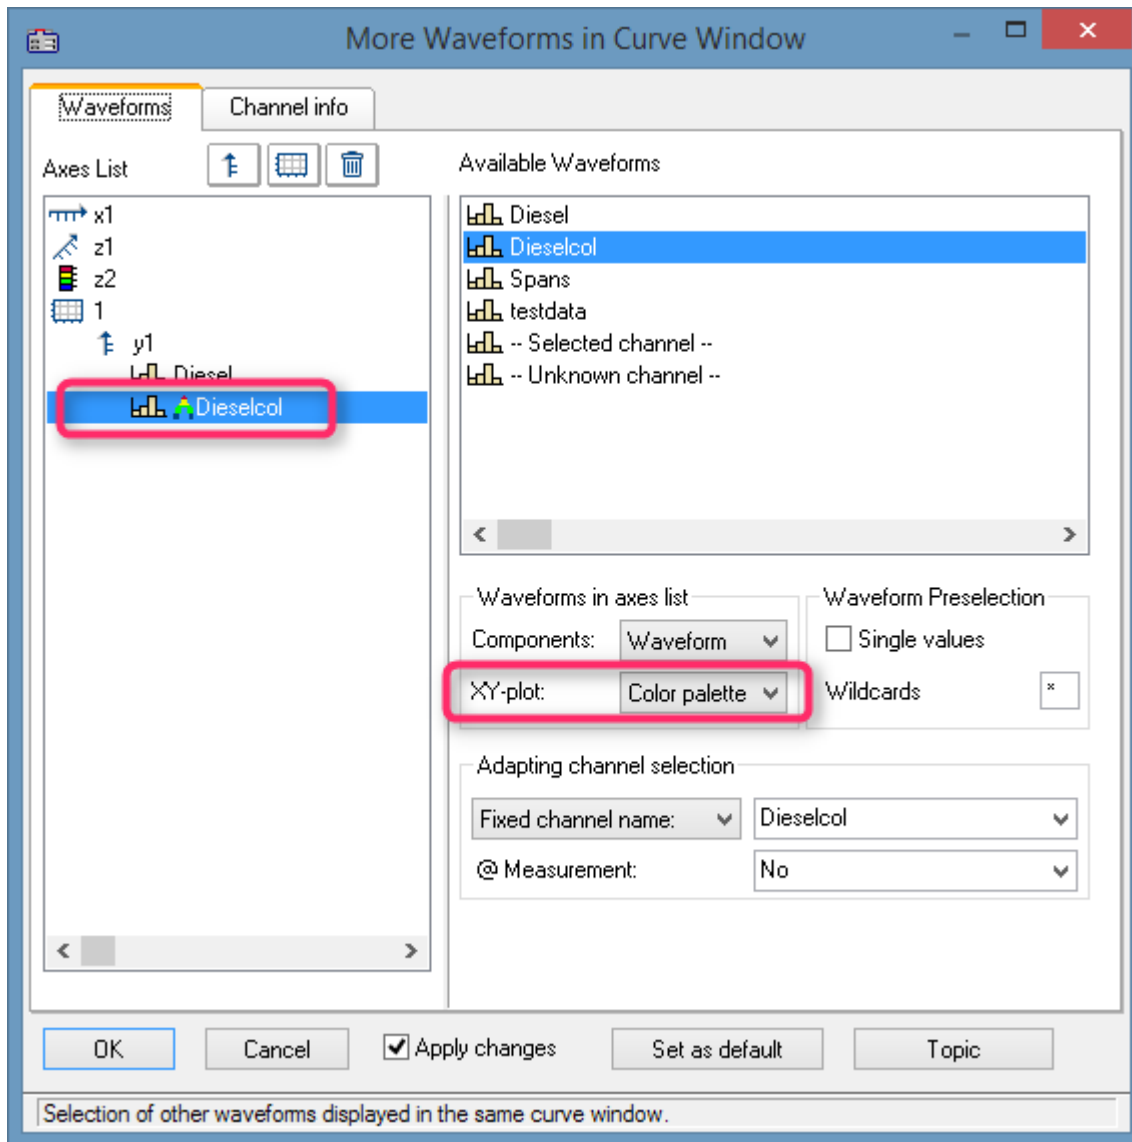 More Waveforms in Curve Window
Waveforms
Channel info
Axes List
x1
z1
z2
1
y1
Diesel
Dieselcol
Available Waveforms
Diesel
Dieselcol
Spans
testdata
-- Selected channel --
-- Unknown channel --
Waveforms in axes list
Components: Waveform
XY-plot: Color palette
Waveform Preselection
Single values
Wildcards *
Adapting channel selection
Fixed channel name: Dieselcol
@ Measurement: No
OK Cancel Apply changes Set as default Topic
Selection of other waveforms displayed in the same curve window.